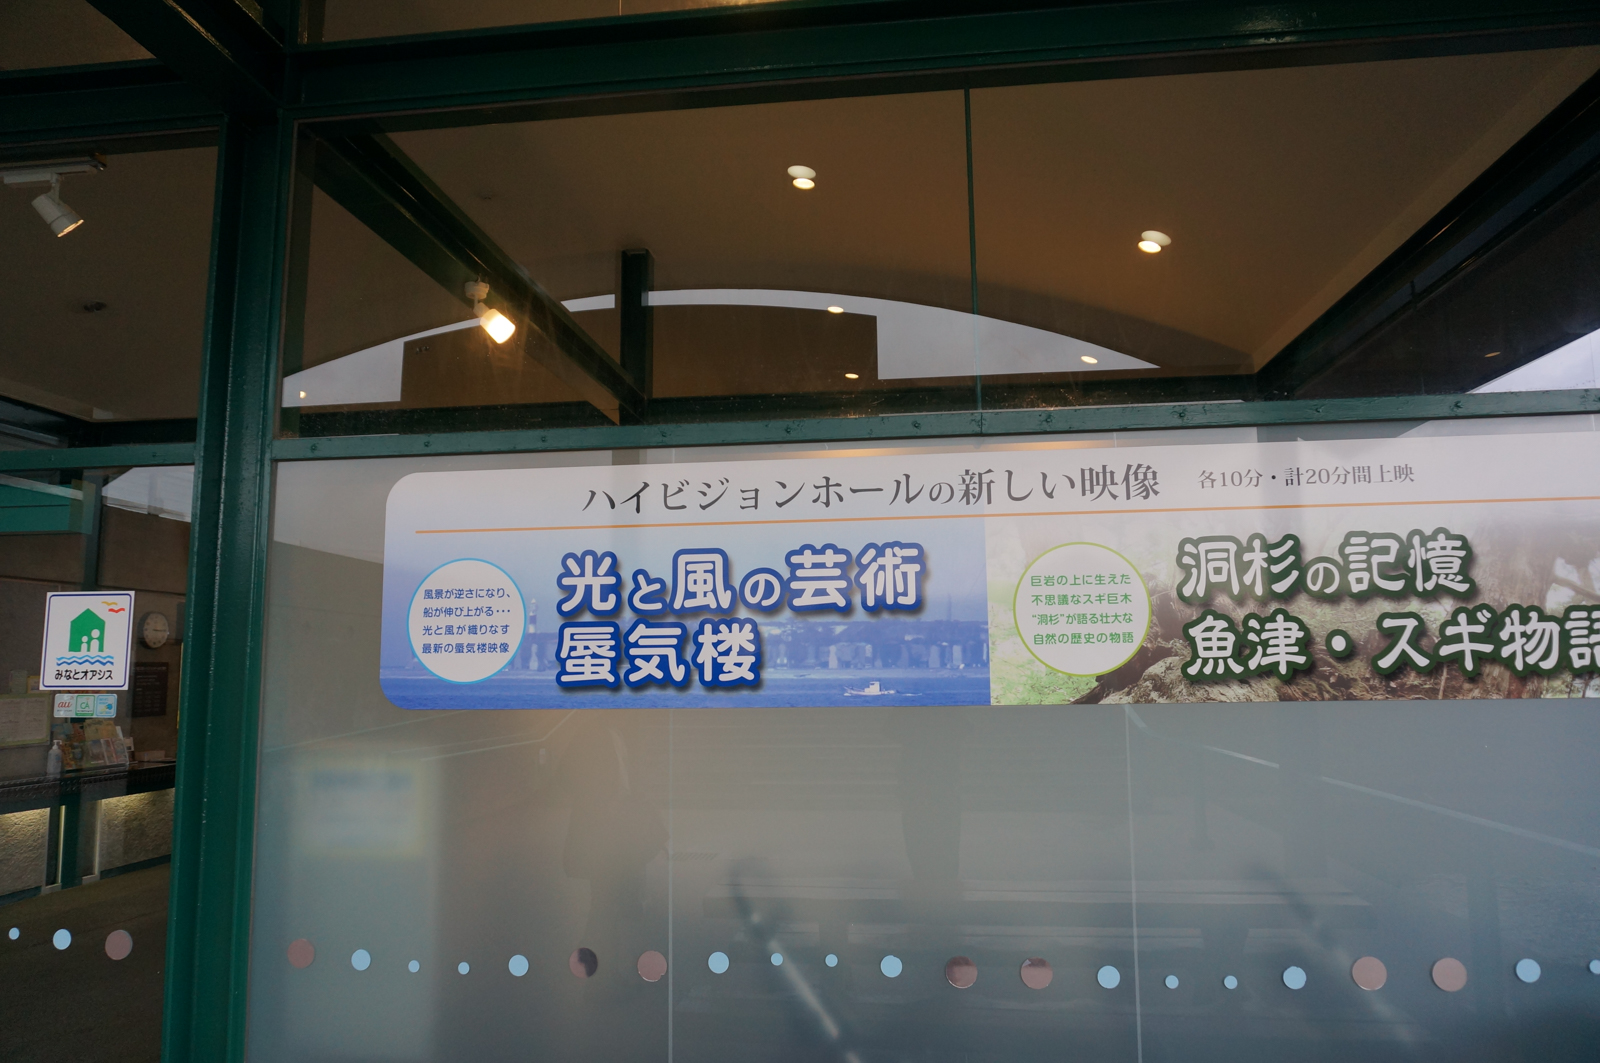 ハイビジョンホールの新しい映像 各10分・計20分間上映
風景が逆さになり、
船が伸び上がる・・・
光と風が織りなす
最新の蜃気楼映像
光と風の芸術
蜃気楼
巨岩の上に生えた
不思議なスギ巨木
“洞杉”が語る壮大な
自然の歴史の物語
洞杉の記憶
魚津・スギ物語
みなとオアシス
au
CA